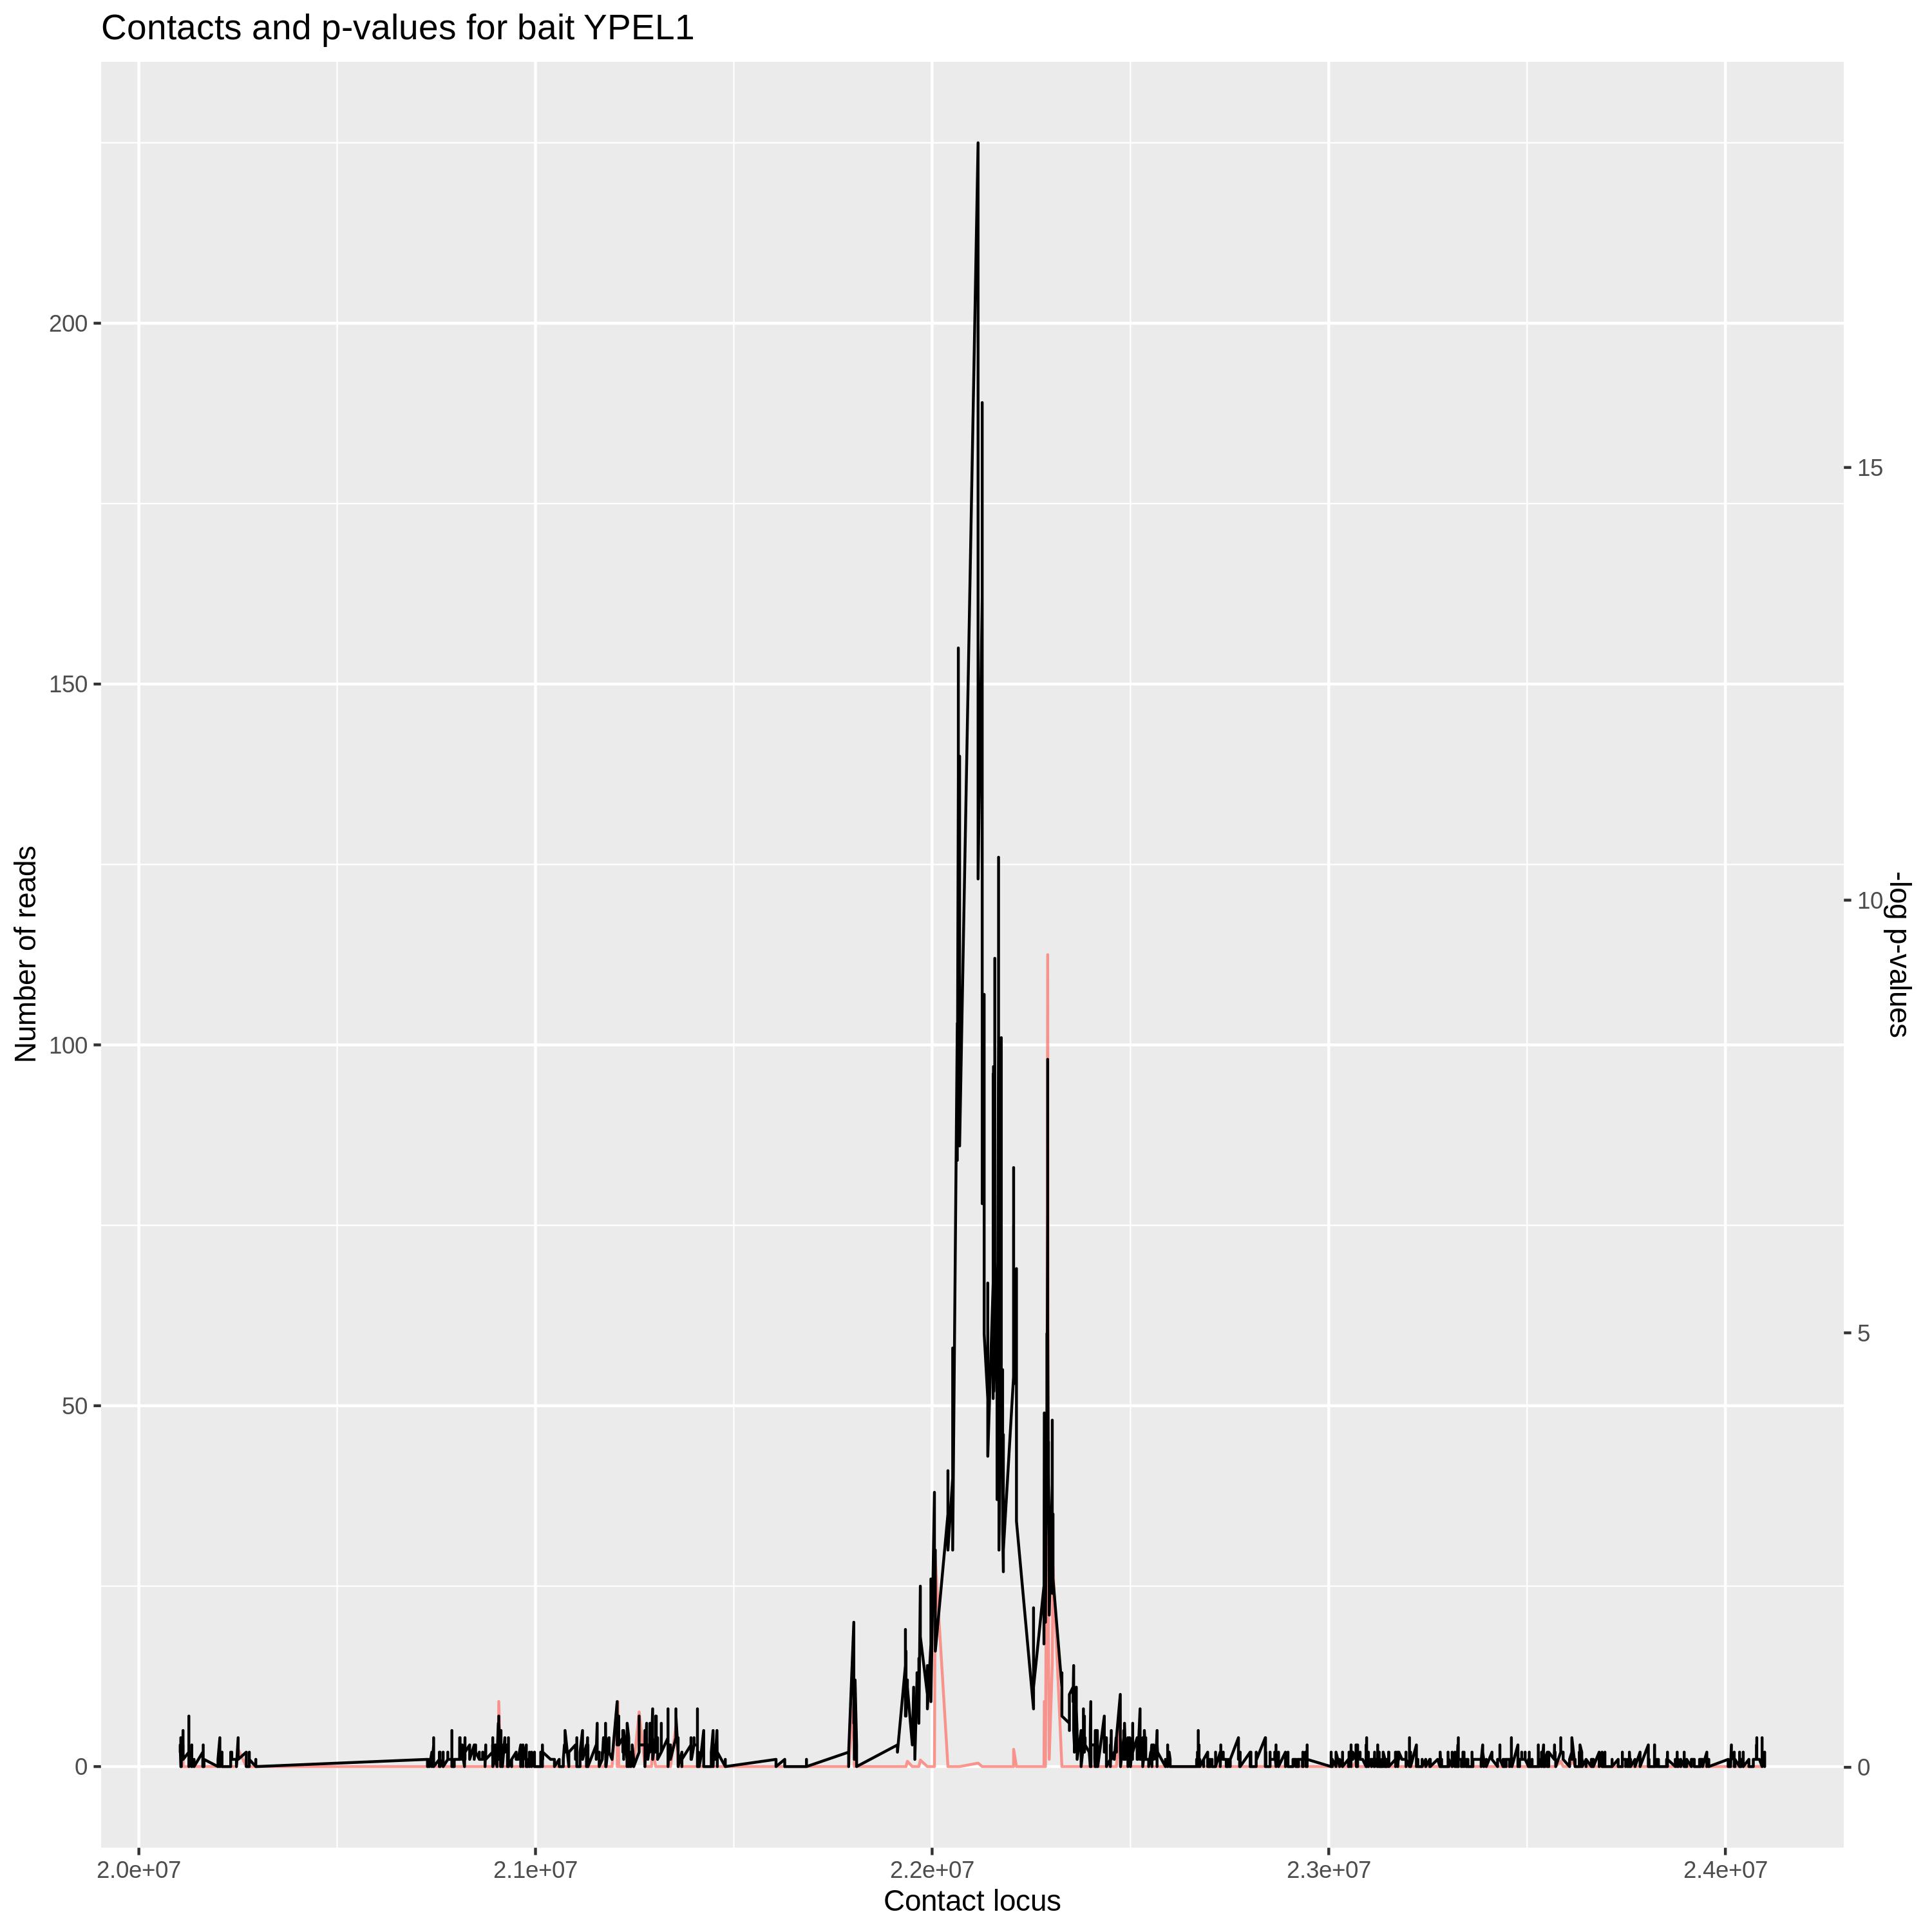 Contacts and p-values for bait YPEL1
Number of reads
200
150
100
50
0
15
10
5
0
-log p-values
2.0e+07
2.1e+07
2.2e+07
2.3e+07
2.4e+07
Contact locus